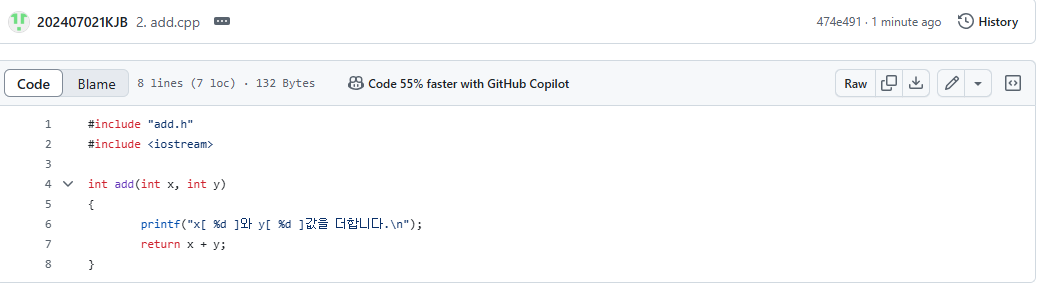 202407021KJB 2. add.cpp ... 474e491 · 1 minute ago History
Code Blame 8 lines (7 loc) · 132 Bytes Code 55% faster with GitHub Copilot Raw
1 #include "add.h"
2 #include <iostream>
3
4 int add(int x, int y)
5 {
6 printf("x[ %d ]와 y[ %d ]값을 더합니다.\n");
7 return x + y;
8 }